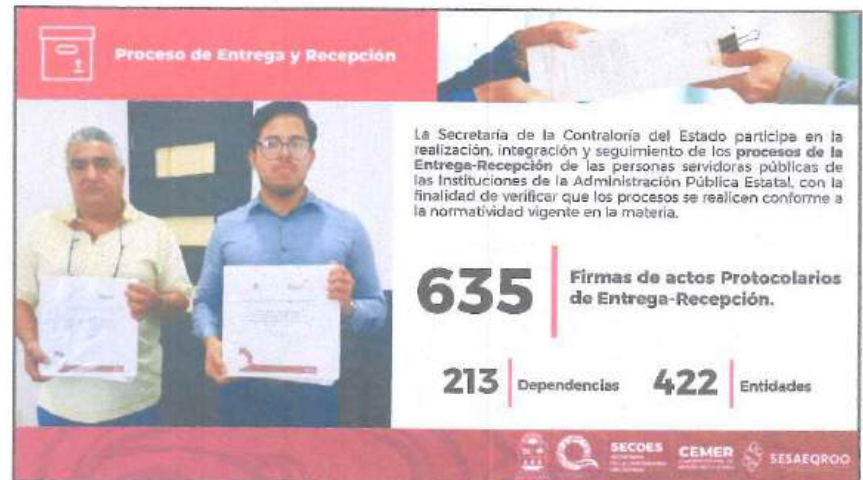 Proceso de Entrega y Recepción
La Secretaría de la Contraloría del Estado participa en la
realización, integración y seguimiento de los procesos de la
Entrega-Recepción de las personas servidoras públicas de
las Instituciones de la Administración Pública Estatal, con la
finalidad de verificar que los procesos se realicen conforme a
la normatividad vigente en la materia.
635
Firmas de actos Protocolarios
de Entrega-Recepción.
213 Dependencias 422 Entidades
SECOES CEMER SESAEQROO